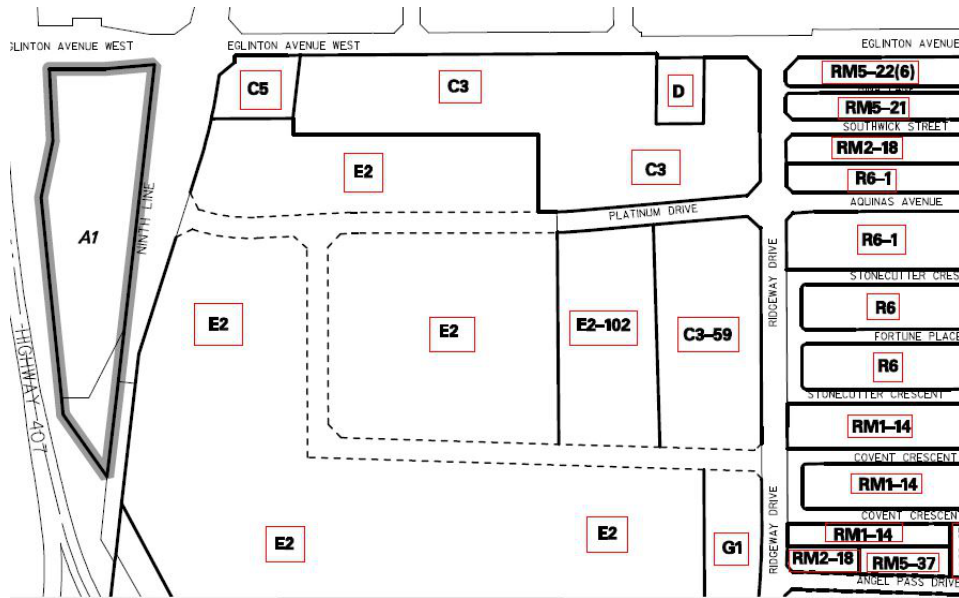 GLINTON AVENUE WEST
EGLINTON AVENUE WEST
EGLINTON AVENUE
C5
C3
D
RM5-22(6)
RM5-21
SOUTHWICK STREET
RM2-18
E2
C3
R6-1
AQUINAS AVENUE
NINTH LINE
PLATINUM DRIVE
A1
R6-1
RIDGEWAY DRIVE
STONECUTTER CRES
R6
E2
E2
E2-102
C3-59
FORTUNE PLACE
HIGHWAY 407
R6
STONECUTTER CRESCENT
RM1-14
COVENT CRESCENT
RM1-14
RIDGEWAY DRIVE
COVENT CRESCEN
RM1-14
E2
E2
G1
RM2-18
RM5-37
ANGEL PASS DRIVE